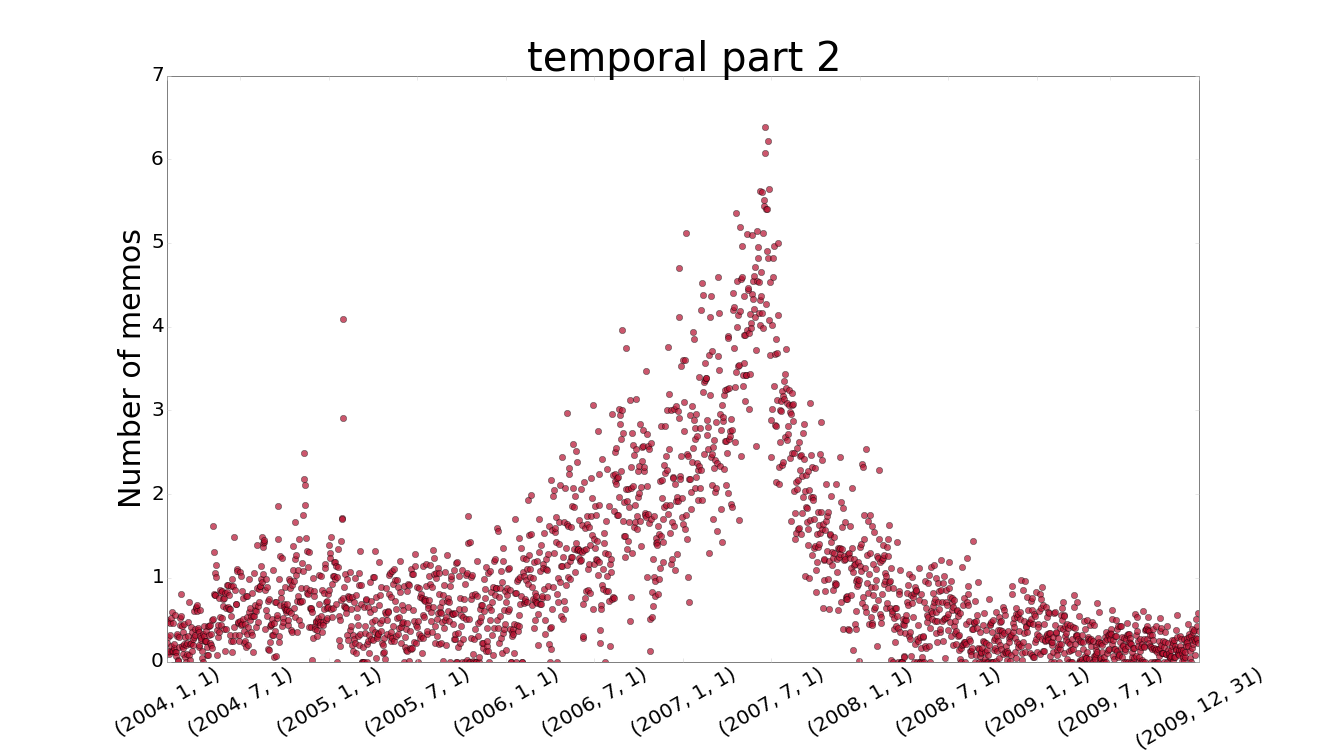 temporal part 2
Number of memos
7
6
5
4
3
2
1
0
(2004, 1, 1)
(2004, 7, 1)
(2005, 1, 1)
(2005, 7, 1)
(2006, 1, 1)
(2006, 7, 1)
(2007, 1, 1)
(2007, 7, 1)
(2008, 1, 1)
(2008, 7, 1)
(2009, 1, 1)
(2009, 7, 1)
(2009, 12, 31)